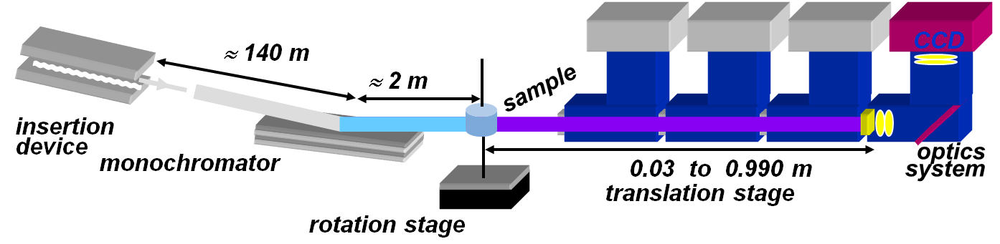 ≈ 140 m
≈ 2 m
sample
CCD
insertion
device
monochromator
optics
system
0.03 to 0.990 m
translation stage
rotation stage